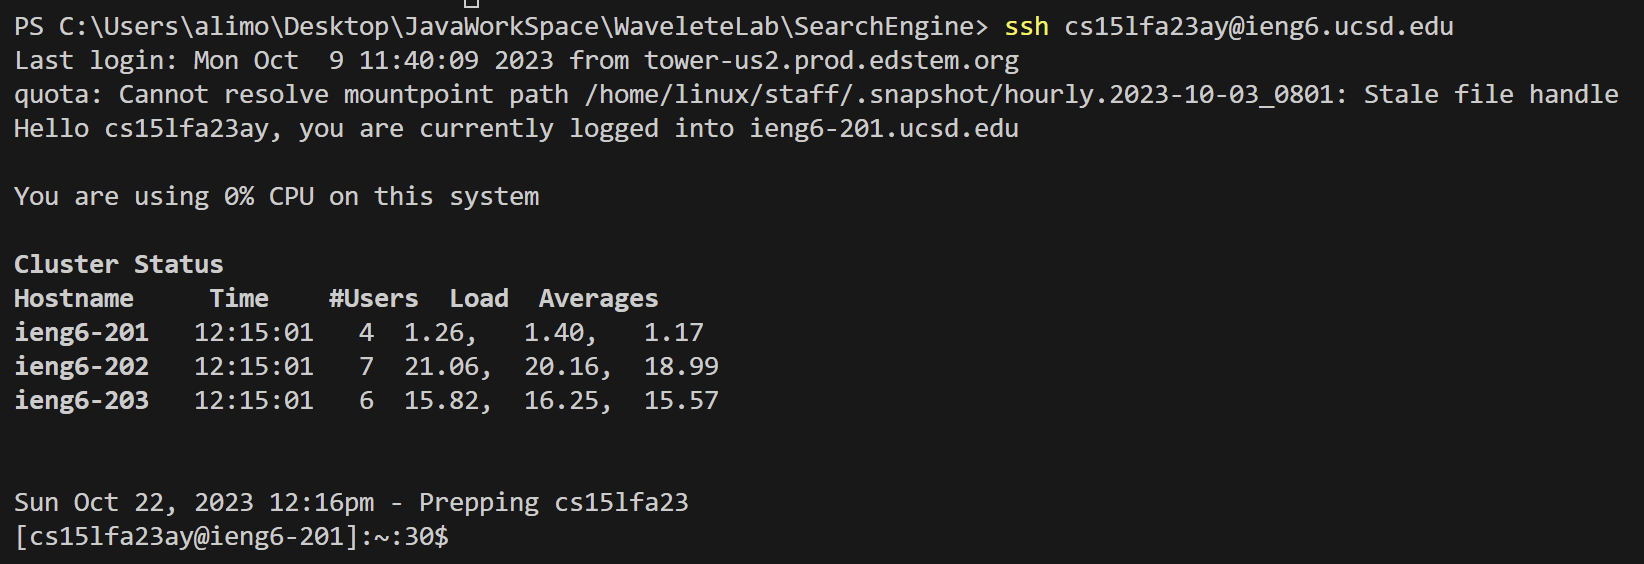 PS C:\Users\alimo\Desktop\JavaWorkSpace\WaveleteLab\SearchEngine> ssh cs15lfa23ay@ieng6.ucsd.edu
Last login: Mon Oct  9 11:40:09 2023 from tower-us2.prod.edstem.org
quota: Cannot resolve mountpoint path /home/linux/staff/.snapshot/hourly.2023-10-03_0801: Stale file handle
Hello cs15lfa23ay, you are currently logged into ieng6-201.ucsd.edu
You are using 0% CPU on this system
Cluster Status
Hostname     Time    #Users  Load  Averages
ieng6-201   12:15:01   4  1.26,   1.40,   1.17
ieng6-202   12:15:01   7  21.06,  20.16,  18.99
ieng6-203   12:15:01   6  15.82,  16.25,  15.57
Sun Oct 22, 2023 12:16pm - Prepping cs15lfa23
[cs15lfa23ay@ieng6-201]:~:30$